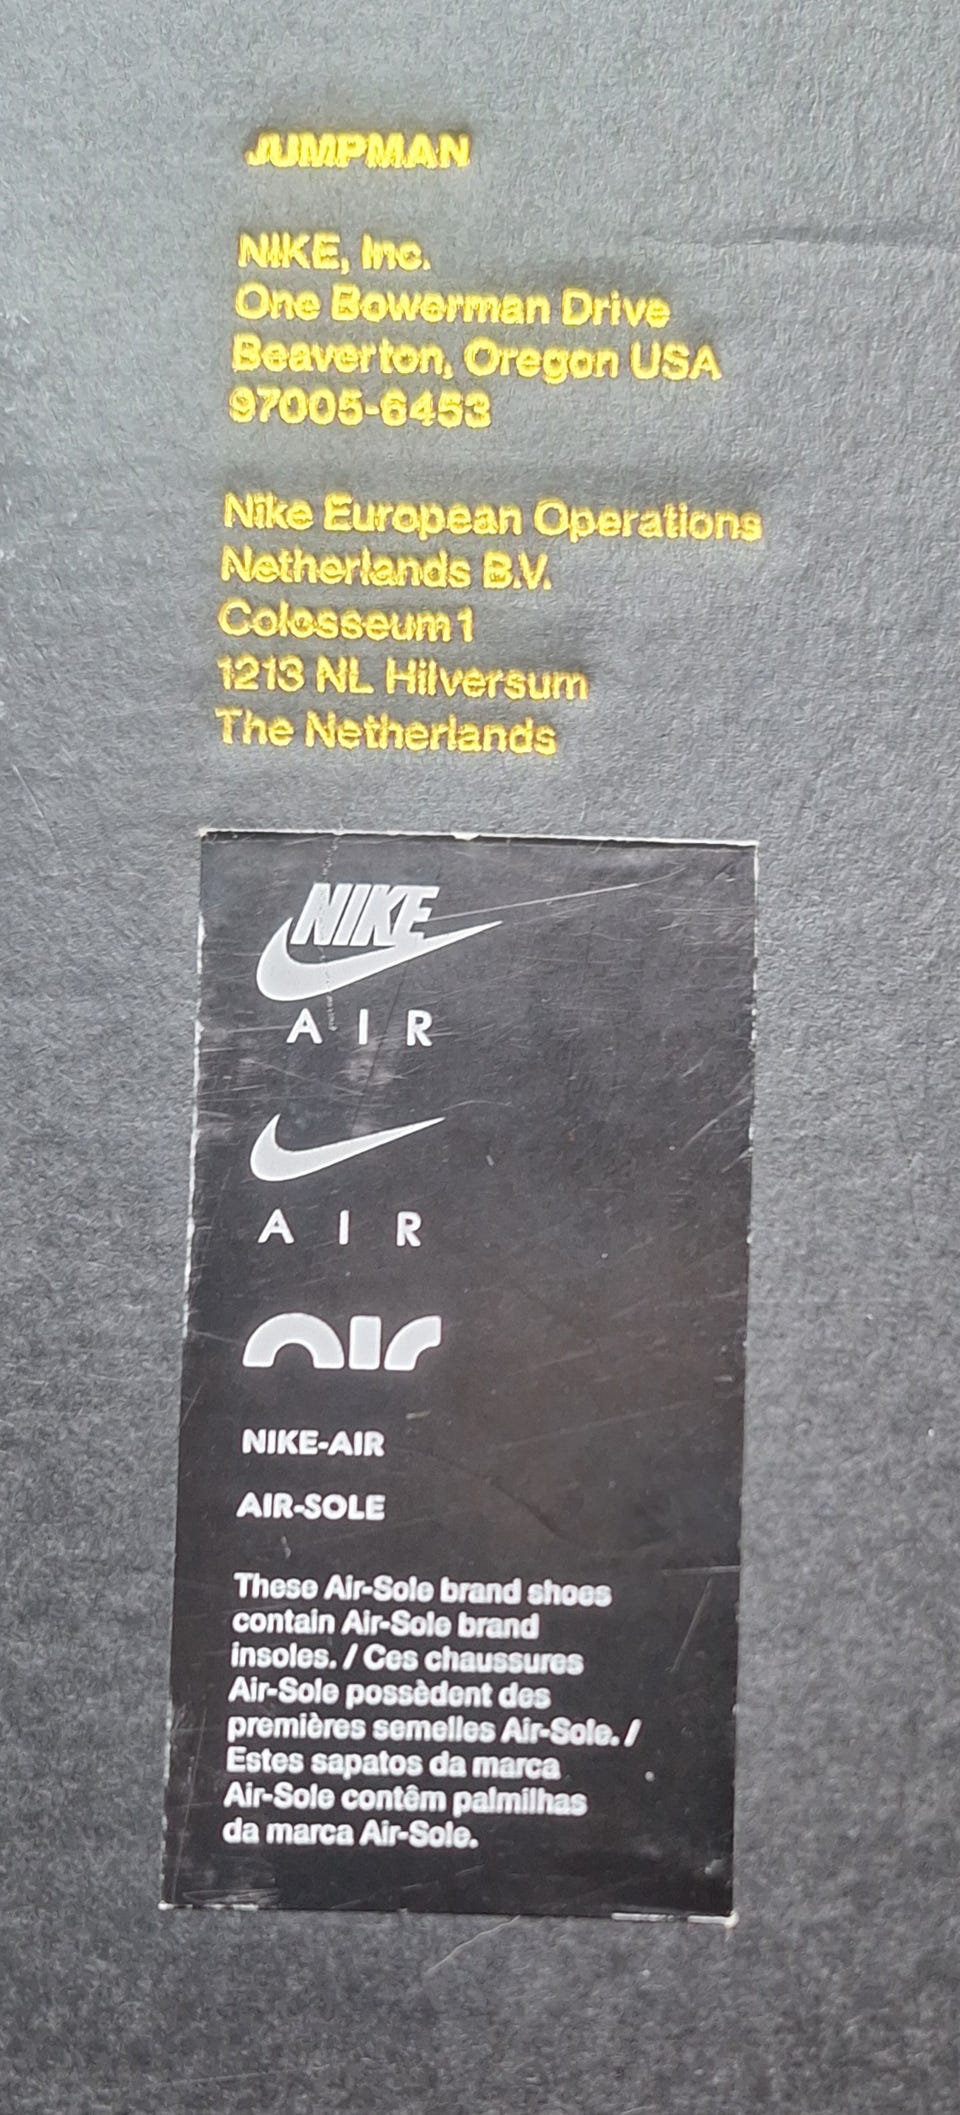 JUMPMAN
NIKE, Inc.
One Bowerman Drive
Beaverton, Oregon USA
97005-6453
Nike European Operations
Netherlands B.V.
Colosseum 1
1213 NL Hilversum
The Netherlands
NIKE
AIR
AIR
air
NIKE-AIR
AIR-SOLE
These Air-Sole brand shoes
contain Air-Sole brand
insoles. / Ces chaussures
Air-Sole possèdent des
premières semelles Air-Sole. /
Estes sapatos da marca
Air-Sole contêm palmilhas
da marca Air-Sole.